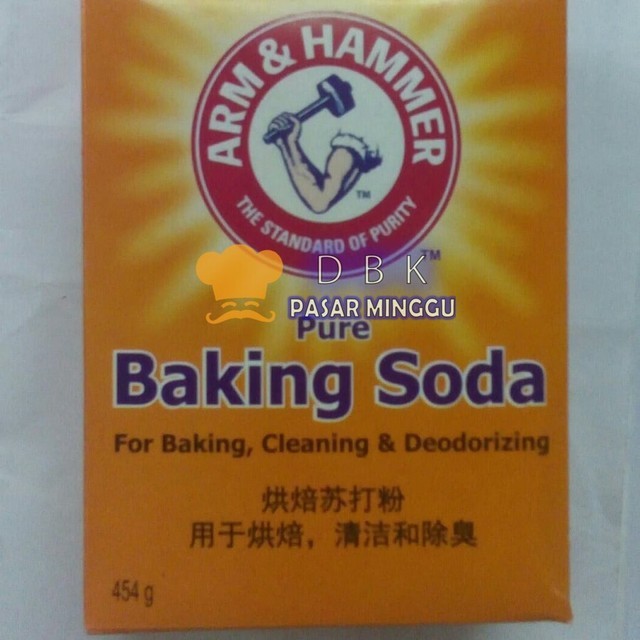 ARM & HAMMER
THE STANDARD OF PURITY
TM
TM
DBK
PASAR MINGGU
Pure
Baking Soda
For Baking, Cleaning & Deodorizing
烘焙苏打粉
用于烘焙，清洁和除臭
454 g